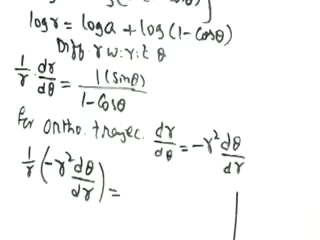 log r = log a + log (1 - Cosθ)
Diff. r w.r.t θ
1/r · dr/dθ = 1(sinθ)/(1-Cosθ)
for Ortho. trajec. dr/dθ = -r² dθ/dr
1/r (-r² dθ/dr) =